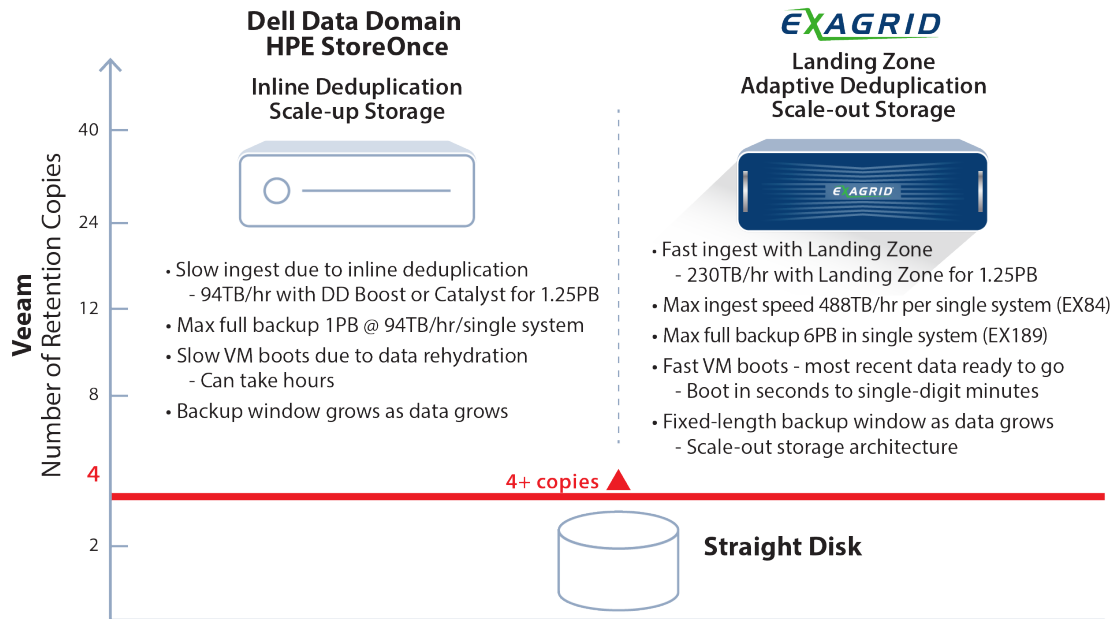 Dell Data Domain
HPE StoreOnce
Inline Deduplication
Scale-up Storage
EXAGRID
Landing Zone
Adaptive Deduplication
Scale-out Storage
EXAGRID
Veeam
Number of Retention Copies
40
24
12
8
4
2
• Slow ingest due to inline deduplication
- 94TB/hr with DD Boost or Catalyst for 1.25PB
• Max full backup 1PB @ 94TB/hr/single system
• Slow VM boots due to data rehydration
- Can take hours
• Backup window grows as data grows
• Fast ingest with Landing Zone
- 230TB/hr with Landing Zone for 1.25PB
• Max ingest speed 488TB/hr per single system (EX84)
• Max full backup 6PB in single system (EX189)
• Fast VM boots - most recent data ready to go
- Boot in seconds to single-digit minutes
• Fixed-length backup window as data grows
- Scale-out storage architecture
4+ copies
Straight Disk